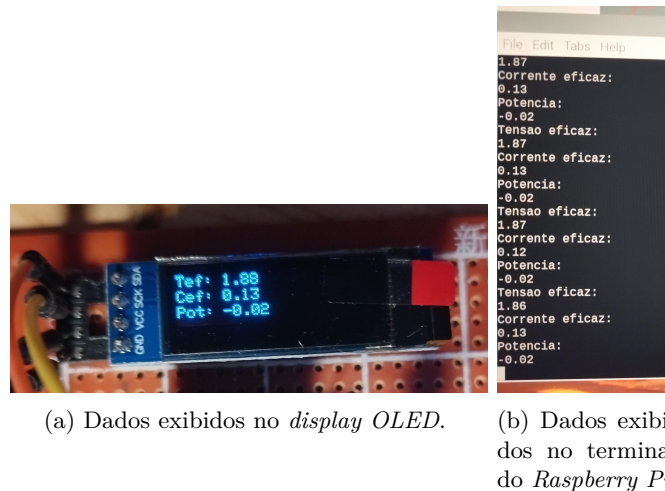 Tef: 1.88
Cef: 0.13
Pot: -0.02
GND VCC SCK SDA
新
(a) Dados exibidos no display OLED.
File Edit Tabs Help
1.87
Corrente eficaz:
0.13
Potencia:
-0.02
Tensao eficaz:
1.87
Corrente eficaz:
0.13
Potencia:
-0.02
Tensao eficaz:
1.87
Corrente eficaz:
0.12
Potencia:
-0.02
Tensao eficaz:
1.86
Corrente eficaz:
0.13
Potencia:
-0.02
(b) Dados exibi
dos no termina
do Raspberry P